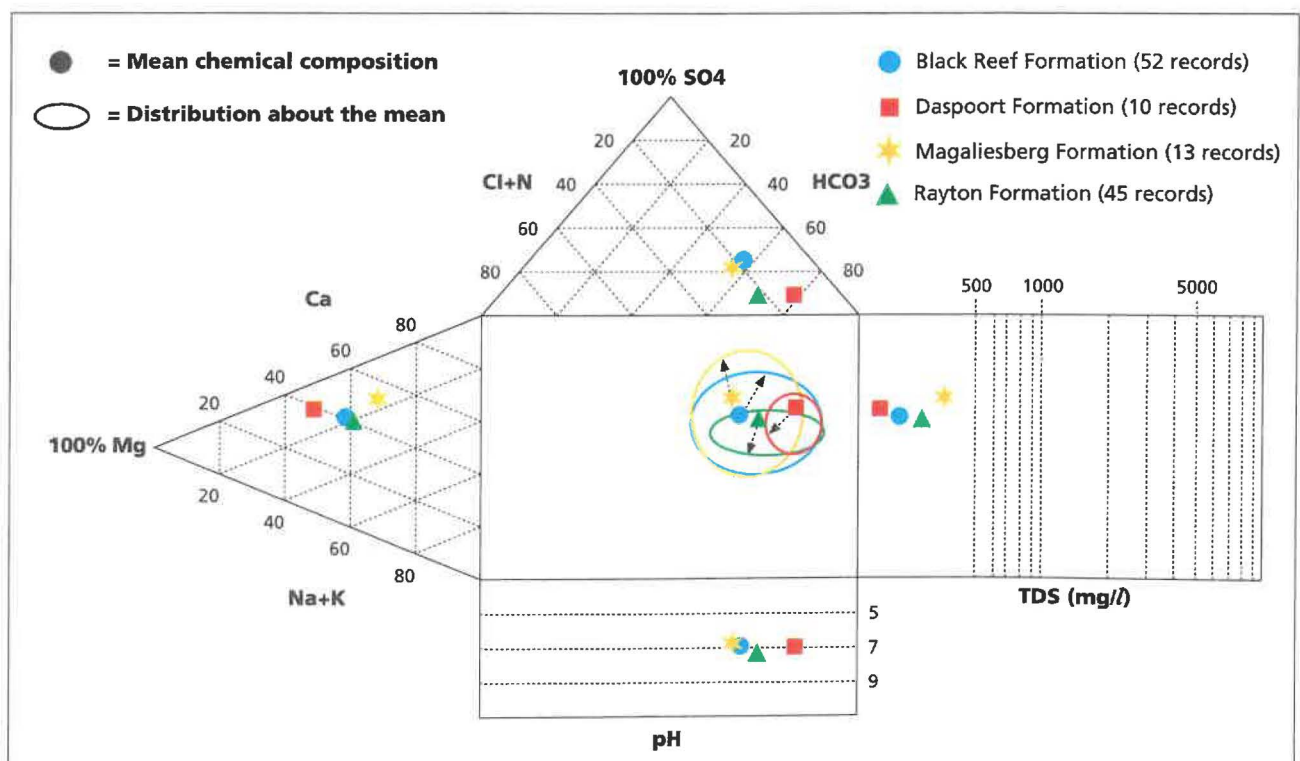 = Mean chemical composition
= Distribution about the mean
Black Reef Formation (52 records)
Daspoort Formation (10 records)
Magaliesberg Formation (13 records)
Rayton Formation (45 records)
100% SO4
20 20
Cl+N 40 40 HCO3
60 60
80 80
500 1000 5000
Ca
80
60
40
20
100% Mg
20
40
60
80
Na+K
TDS (mg/l)
5
7
9
pH